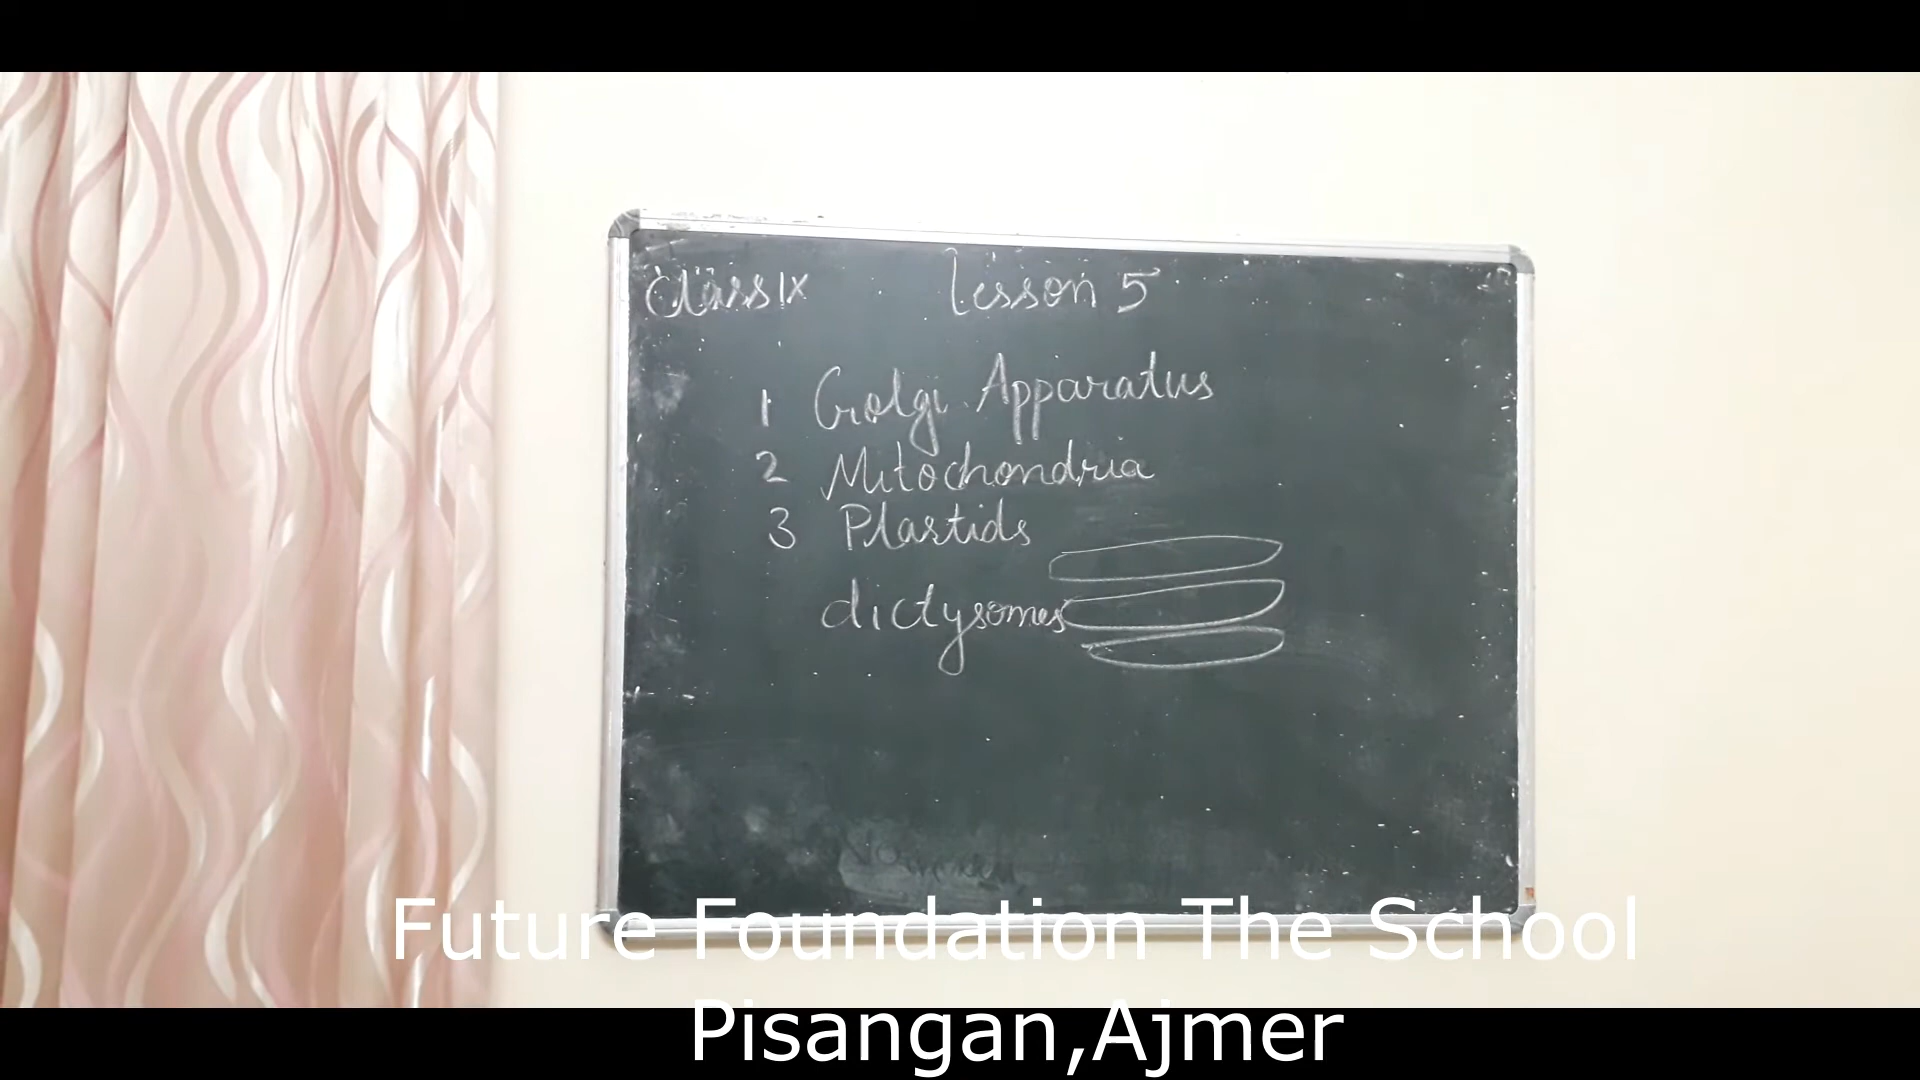 Class IX Lesson 5
1 Golgi Apparatus
2 Mitochondria
3 Plastids
dictysomes
Future Foundation The School
Pisangan,Ajmer